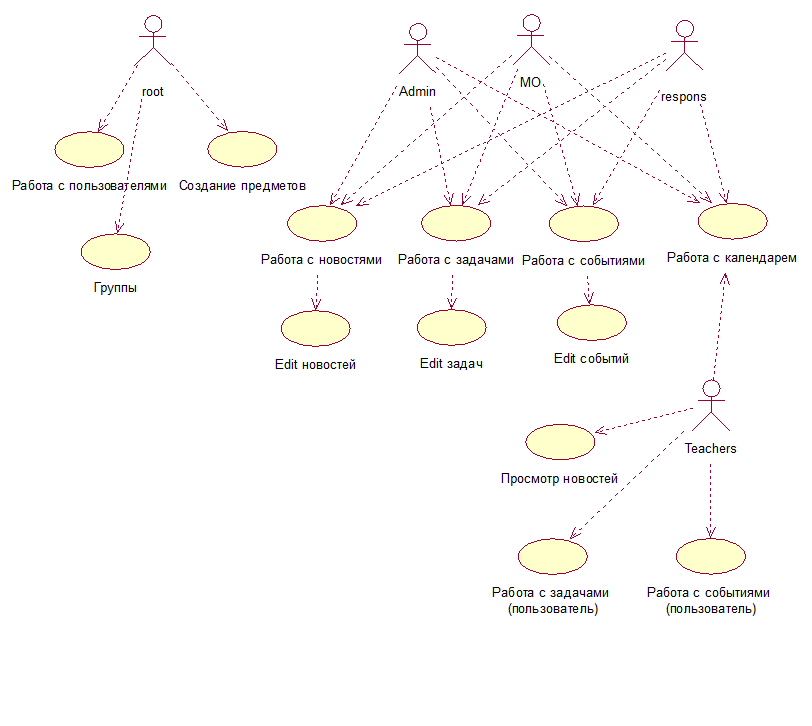 root
Admin
MO
respons
Работа с пользователями
Создание предметов
Группы
Работа с новостями
Работа с задачами
Работа с событиями
Работа с календарем
Edit новостей
Edit задач
Edit событий
Teachers
Просмотр новостей
Работа с задачами
(пользователь)
Работа с событиями
(пользователь)